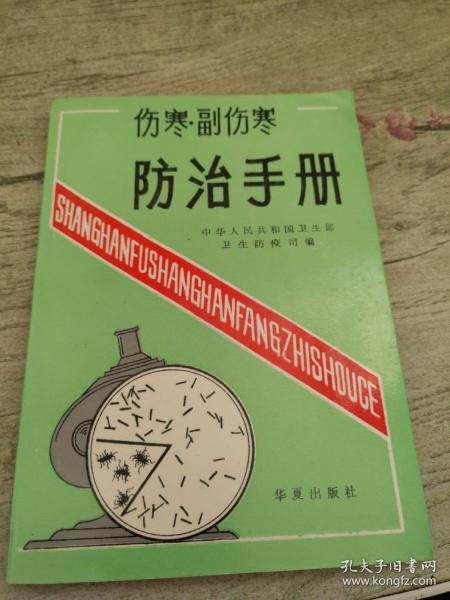 伤寒·副伤寒
防治手册
中华人民共和国卫生部
卫生防疫司编
SHANGHANFUSHANGHANFANGZHISHOUCE
华夏出版社
孔夫子旧书网
www.kongfz.com